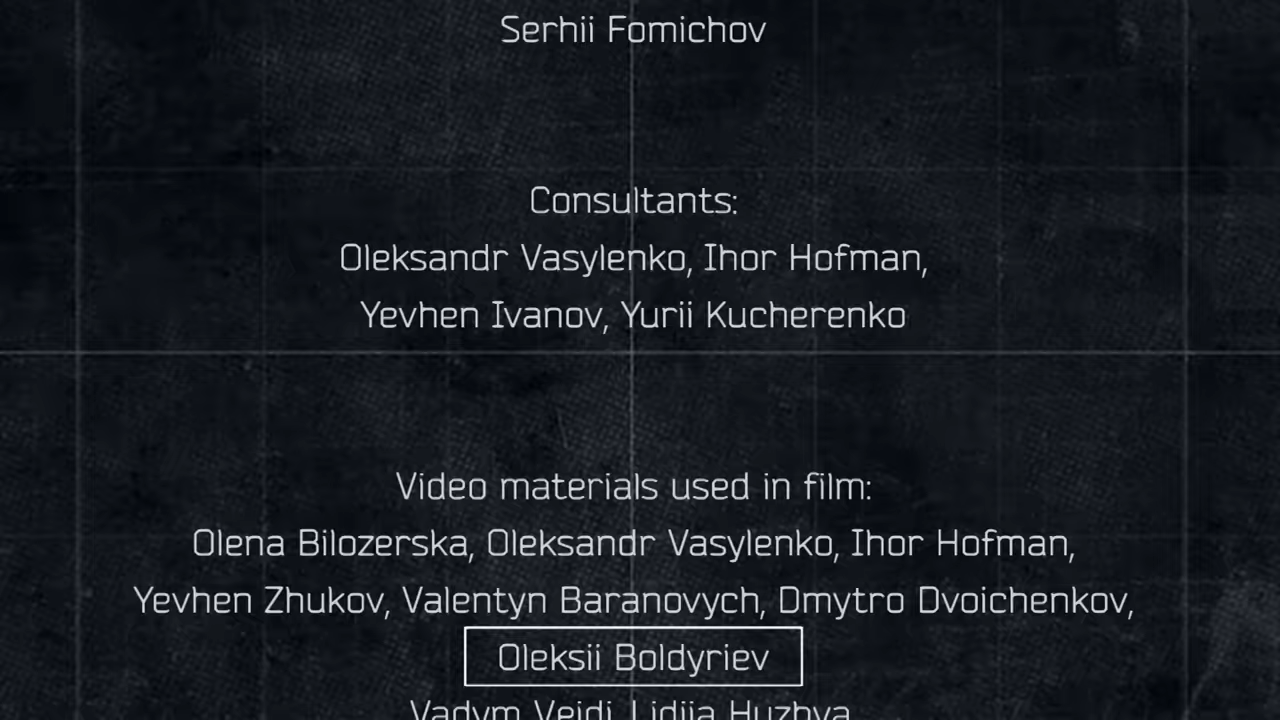 Serhii Fomichov
Consultants:
Oleksandr Vasylenko, Ihor Hofman,
Yevhen Ivanov, Yurii Kucherenko
Video materials used in film:
Olena Bilozerska, Oleksandr Vasylenko, Ihor Hofman,
Yevhen Zhukov, Valentyn Baranovych, Dmytro Dvoichenkov,
Oleksii Boldyriev
Vadym Veidi, Lidiia Huzhva